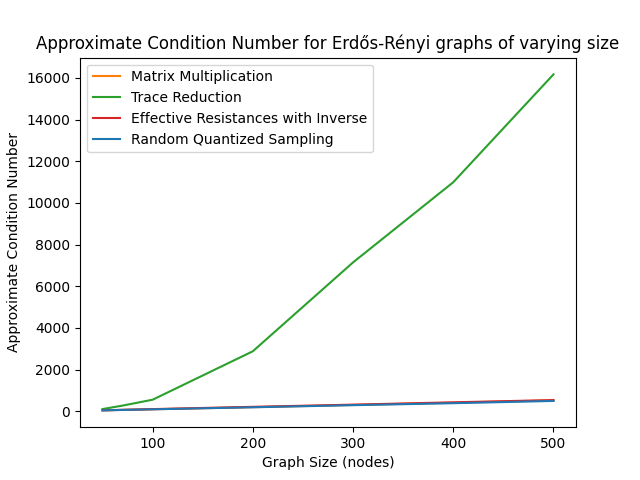 Approximate Condition Number for Erdős-Rényi graphs of varying size
Matrix Multiplication
Trace Reduction
Effective Resistances with Inverse
Random Quantized Sampling
Approximate Condition Number
16000
14000
12000
10000
8000
6000
4000
2000
0
100
200
300
400
500
Graph Size (nodes)